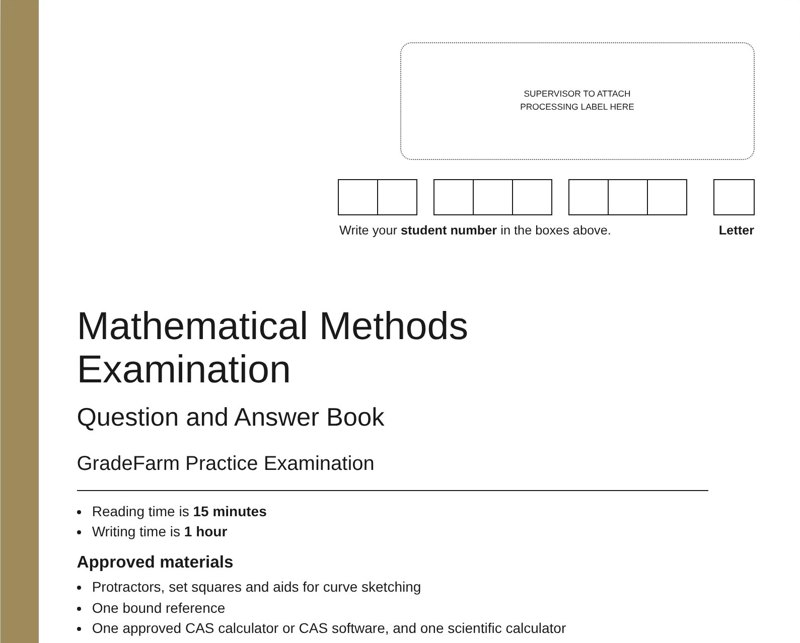 SUPERVISOR TO ATTACH
PROCESSING LABEL HERE
Write your student number in the boxes above.
Letter
Mathematical Methods
Examination
Question and Answer Book
GradeFarm Practice Examination
• Reading time is 15 minutes
• Writing time is 1 hour
Approved materials
• Protractors, set squares and aids for curve sketching
• One bound reference
• One approved CAS calculator or CAS software, and one scientific calculator